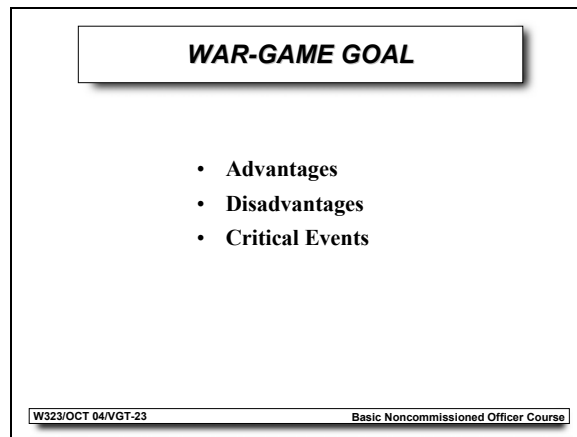 WAR-GAME GOAL
• Advantages
• Disadvantages
• Critical Events
W323/OCT 04/VGT-23 Basic Noncommissioned Officer Course